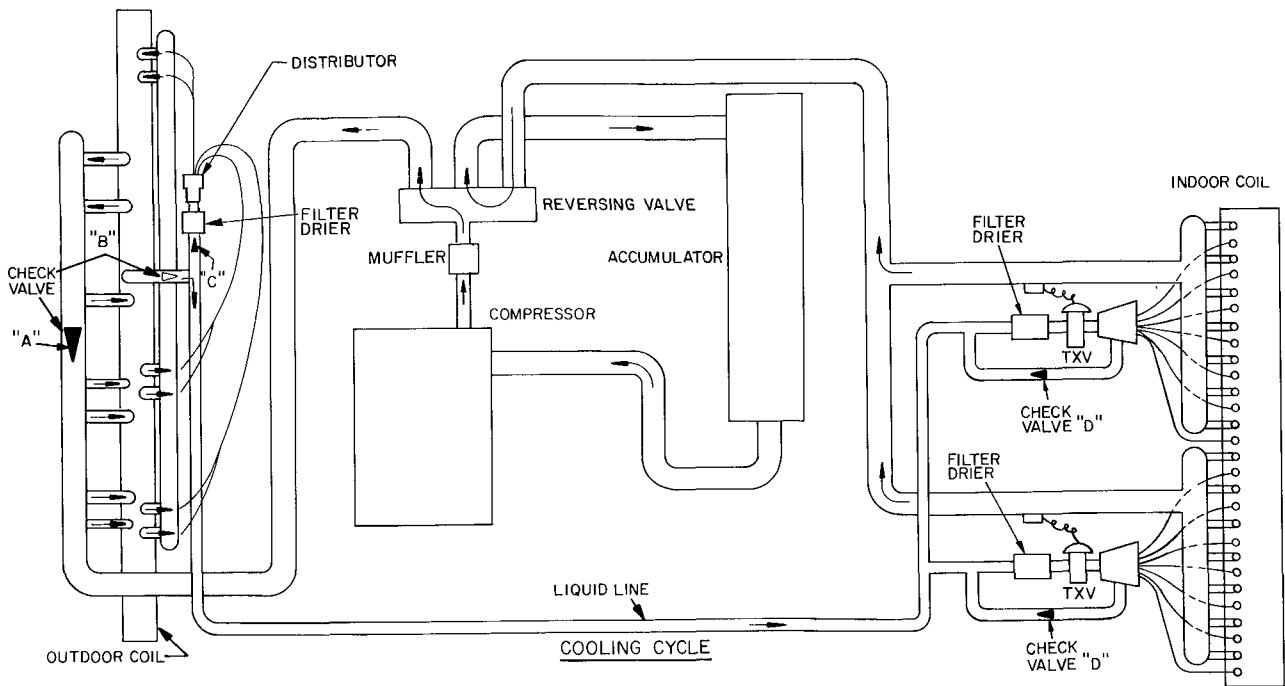 DISTRIBUTOR
FILTER
DRIER
"B"
CHECK
VALVE
"A"
"C"
OUTDOOR COIL
REVERSING VALVE
MUFFLER
COMPRESSOR
ACCUMULATOR
LIQUID LINE
COOLING CYCLE
INDOOR COIL
FILTER
DRIER
TXV
CHECK
VALVE "D"
FILTER
DRIER
TXV
CHECK
VALVE "D"